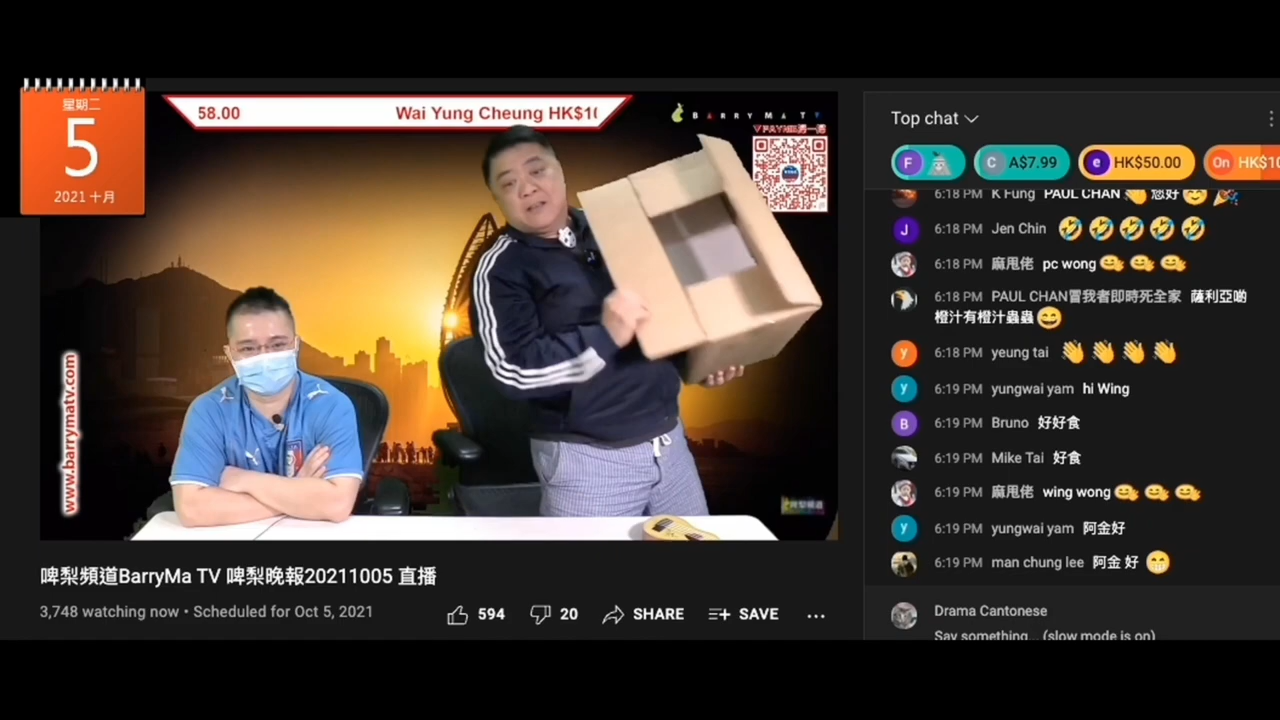 星期二
5
2021 十月
58.00
Wai Yung Cheung HK$1
BARRYMATV
www.barrymatv.com
啤梨頻道BarryMa TV 啤梨晚報20211005 直播
3,748 watching now • Scheduled for Oct 5, 2021
594
20
SHARE
SAVE
Top chat
F
C A$7.99
e HK$50.00
On HK$10
6:18 PM K Fung PAUL CHAN👋您好😊🎉
J 6:18 PM Jen Chin 🤣🤣🤣🤣🤣
6:18 PM 麻甩佬 pc wong
6:18 PM PAUL CHAN冒我者即時死全家 薩利亞啲
橙汁有橙汁蟲蟲😄
y 6:18 PM yeung tai 👋👋👋👋
y 6:19 PM yungwai yam hi Wing
B 6:19 PM Bruno 好好食
6:19 PM Mike Tai 好食
6:19 PM 麻甩佬 wing wong
y 6:19 PM yungwai yam 阿金好
6:19 PM man chung lee 阿金 好😁
Drama Cantonese
Say something... (slow mode is on)